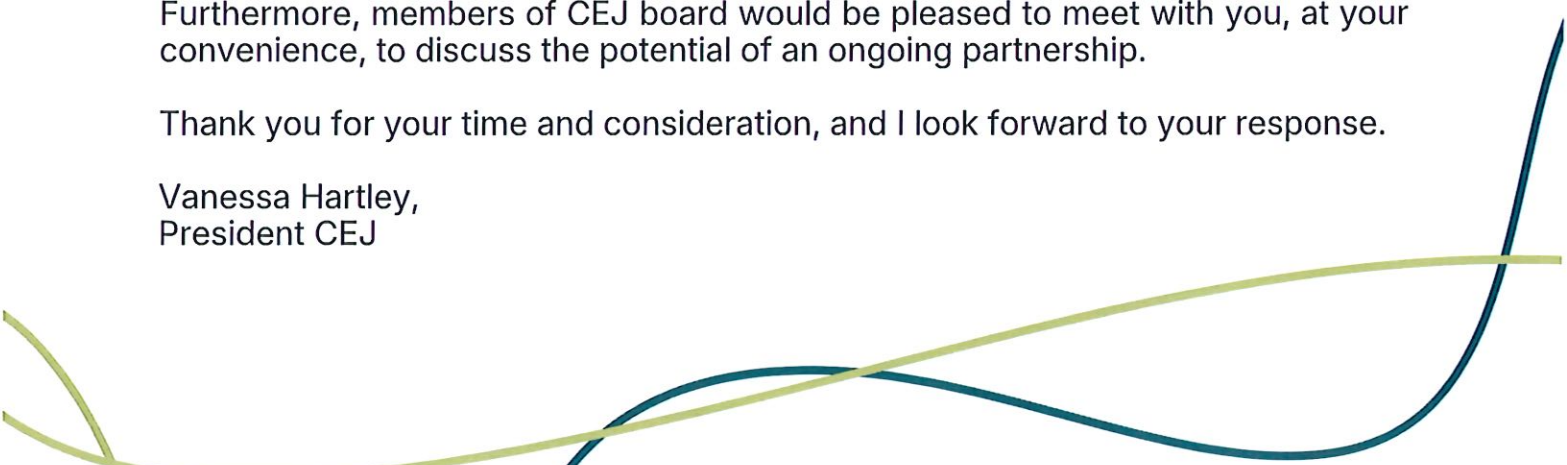 Furthermore, members of CEJ board would be pleased to meet with you, at your
convenience, to discuss the potential of an ongoing partnership.
Thank you for your time and consideration, and I look forward to your response.
Vanessa Hartley,
President CEJ